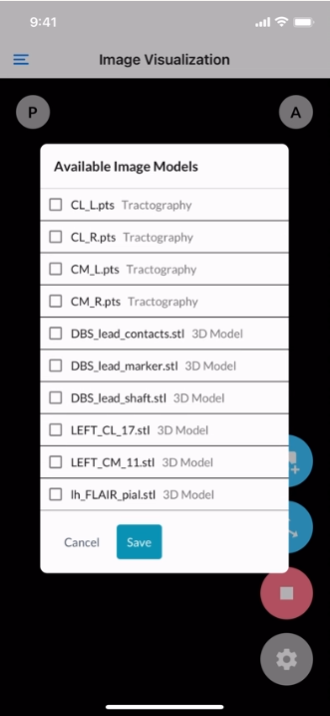 9:41
Image Visualization
P
A
Available Image Models
CL_L.pts Tractography
CL_R.pts Tractography
CM_L.pts Tractography
CM_R.pts Tractography
DBS_lead_contacts.stl 3D Model
DBS_lead_marker.stl 3D Model
DBS_lead_shaft.stl 3D Model
LEFT_CL_17.stl 3D Model
LEFT_CM_11.stl 3D Model
lh_FLAIR_pial.stl 3D Model
Cancel
Save